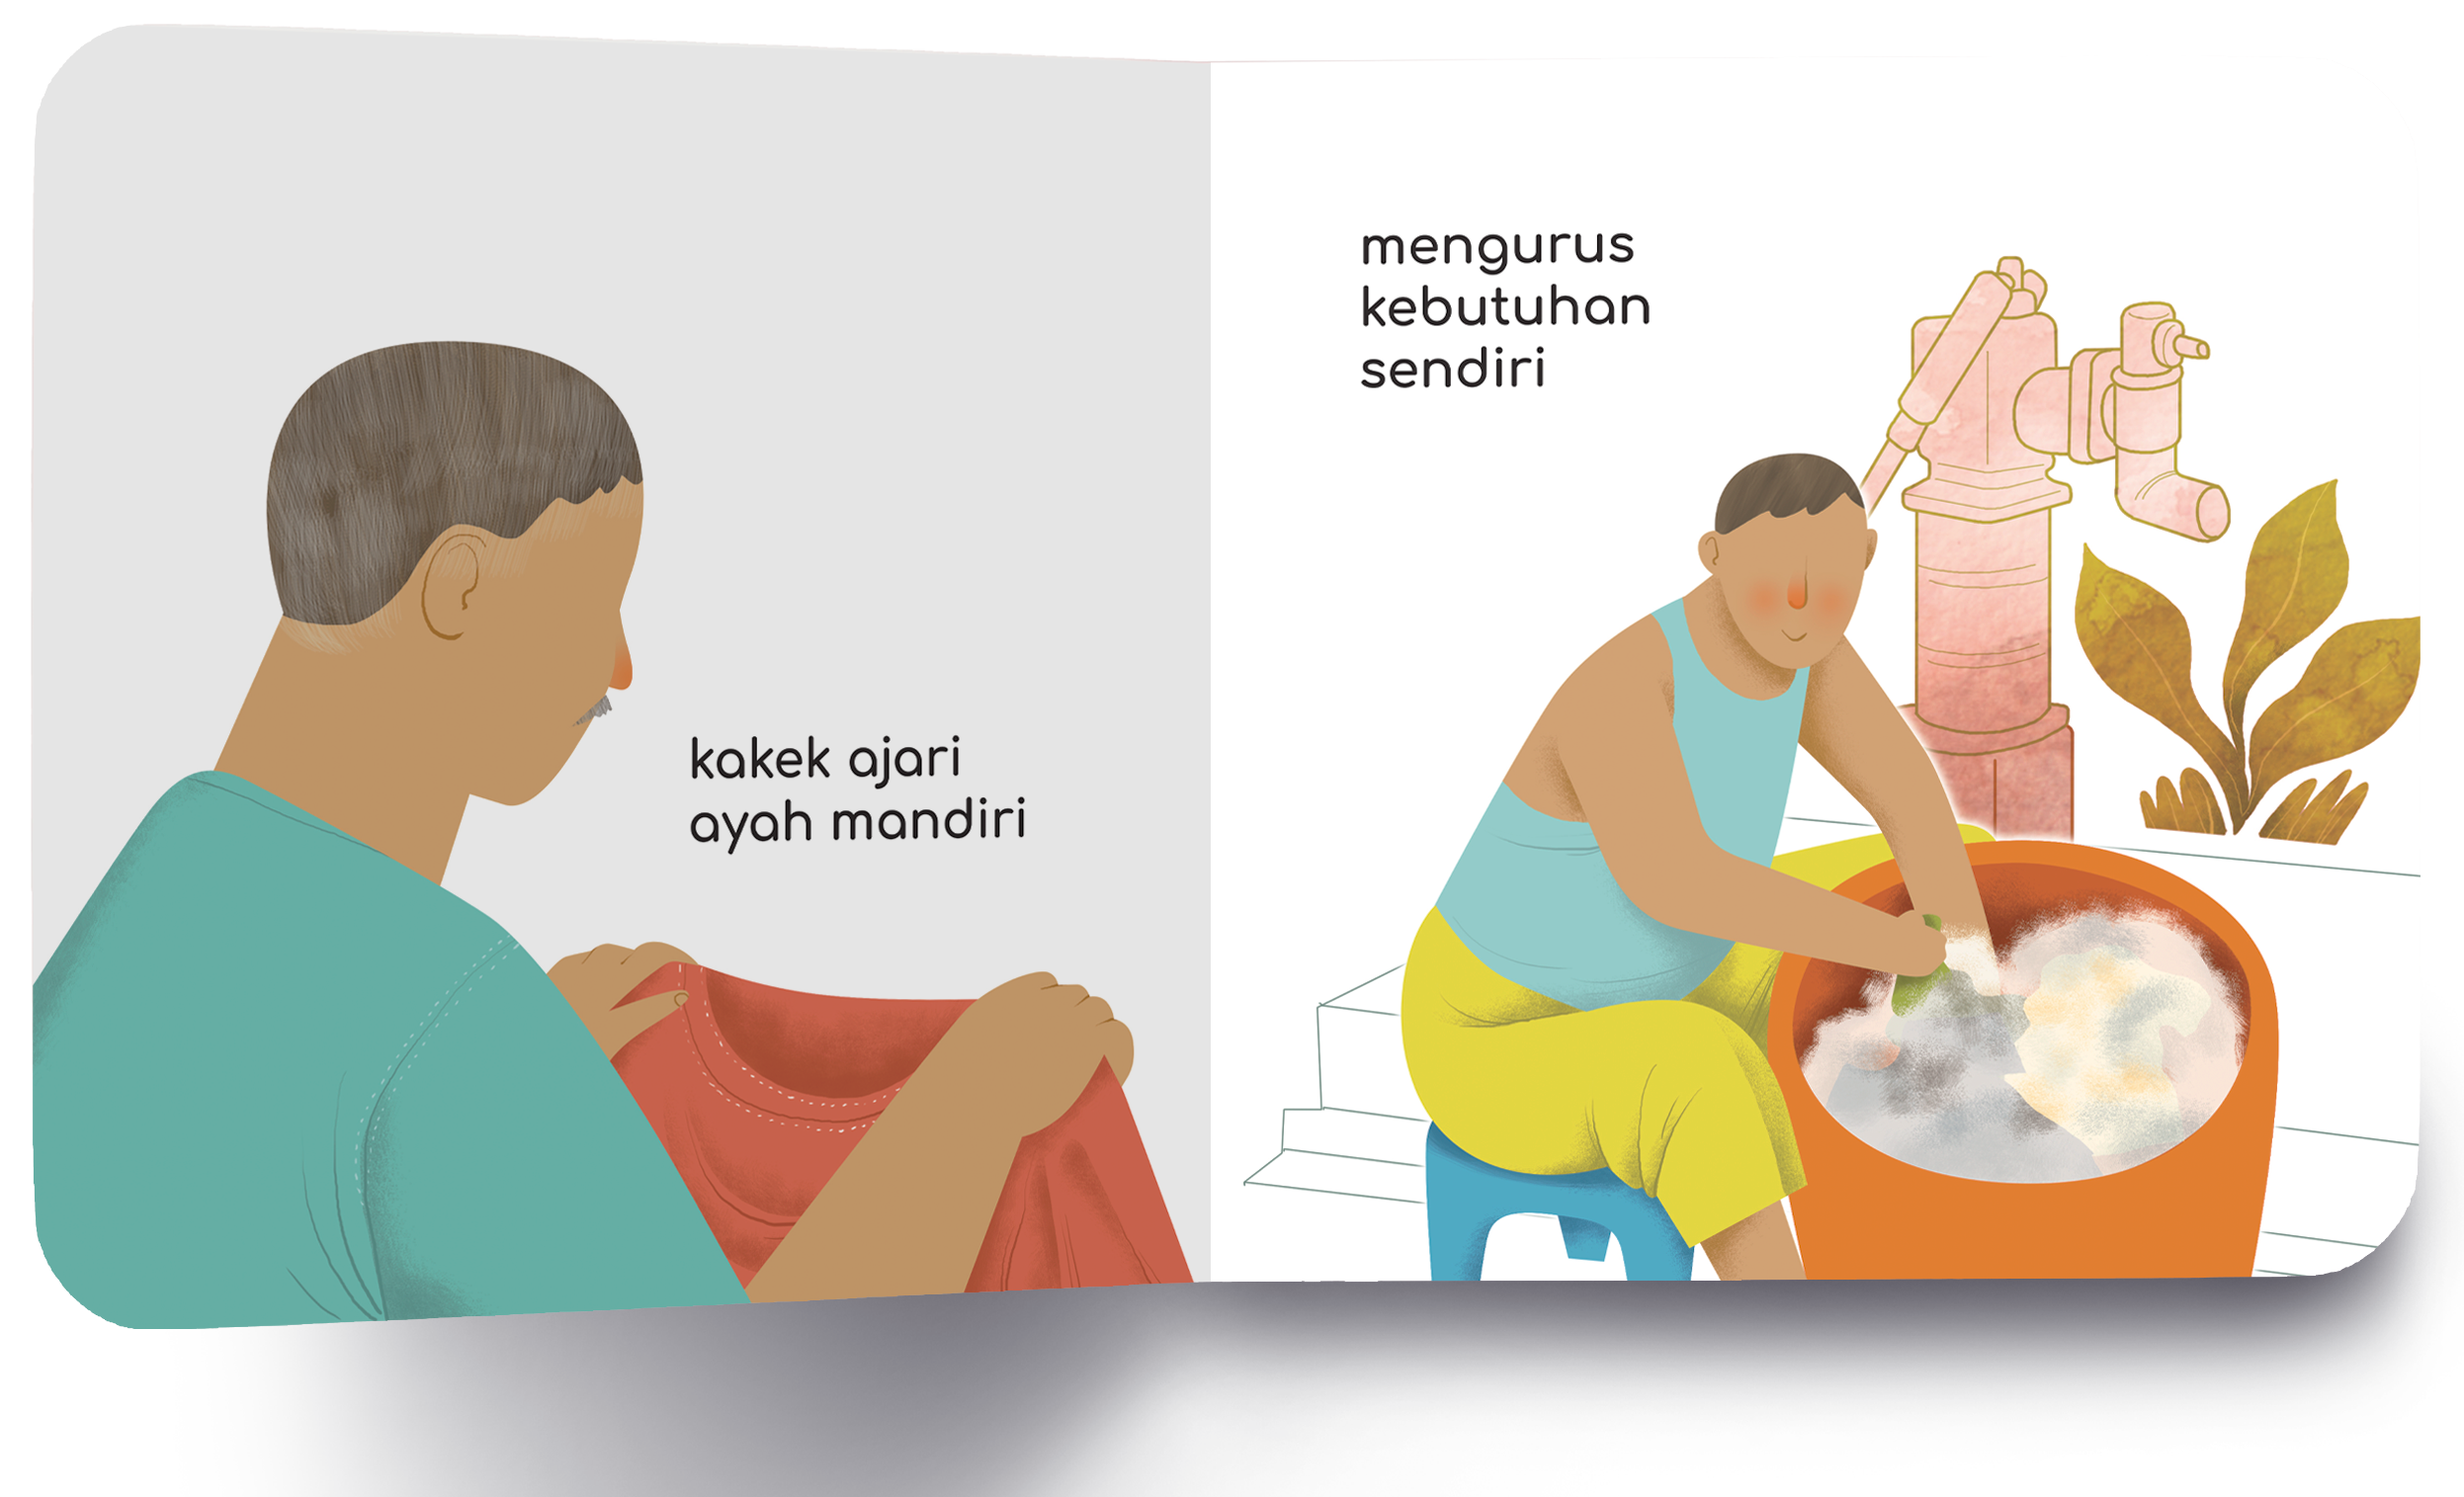 kakek ajari
ayah mandiri
mengurus
kebutuhan
sendiri